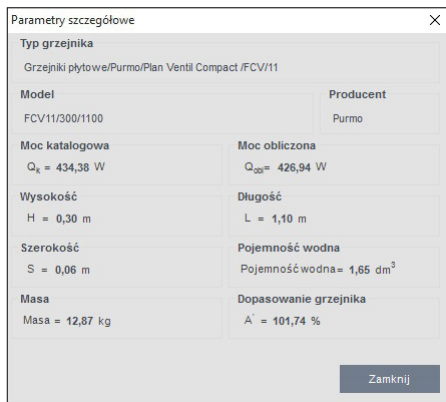 Parametry szczegółowe
Typ grzejnika
Grzejniki płytowe/Purmo/Plan Ventil Compact /FCV/11
Model
Producent
FCV11/300/1100
Purmo
Moc katalogowa
Moc obliczona
Qk = 434,38 W
Qobl= 426,94 W
Wysokość
Długość
H = 0,30 m
L = 1,10 m
Szerokość
Pojemność wodna
S = 0,06 m
Pojemność wodna= 1,65 dm³
Masa
Dopasowanie grzejnika
Masa = 12,87 kg
A` = 101,74 %
Zamknij